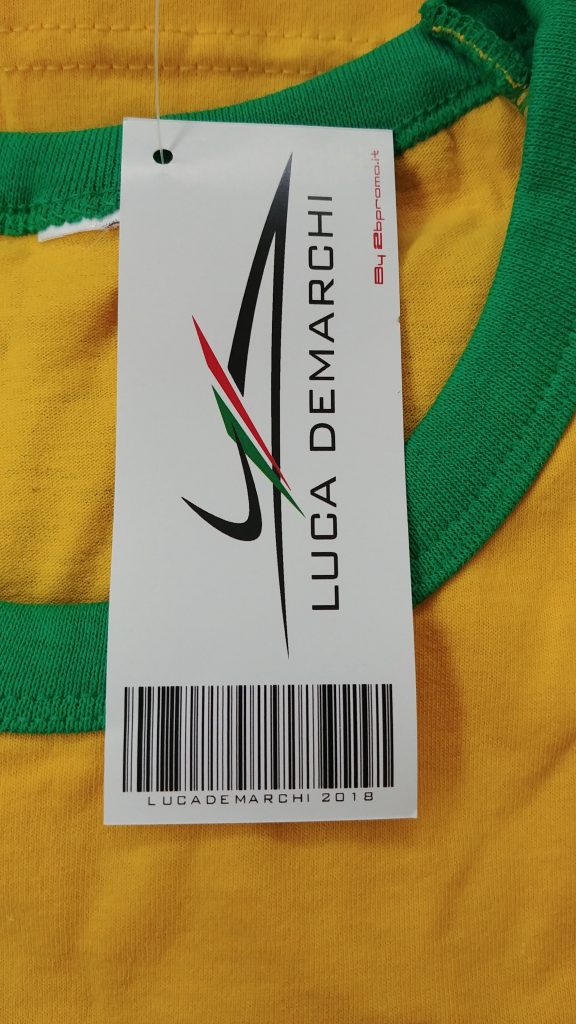 By 2bpromo.it
LUCA DEMARCHI
LUCADEMARCHI 2018